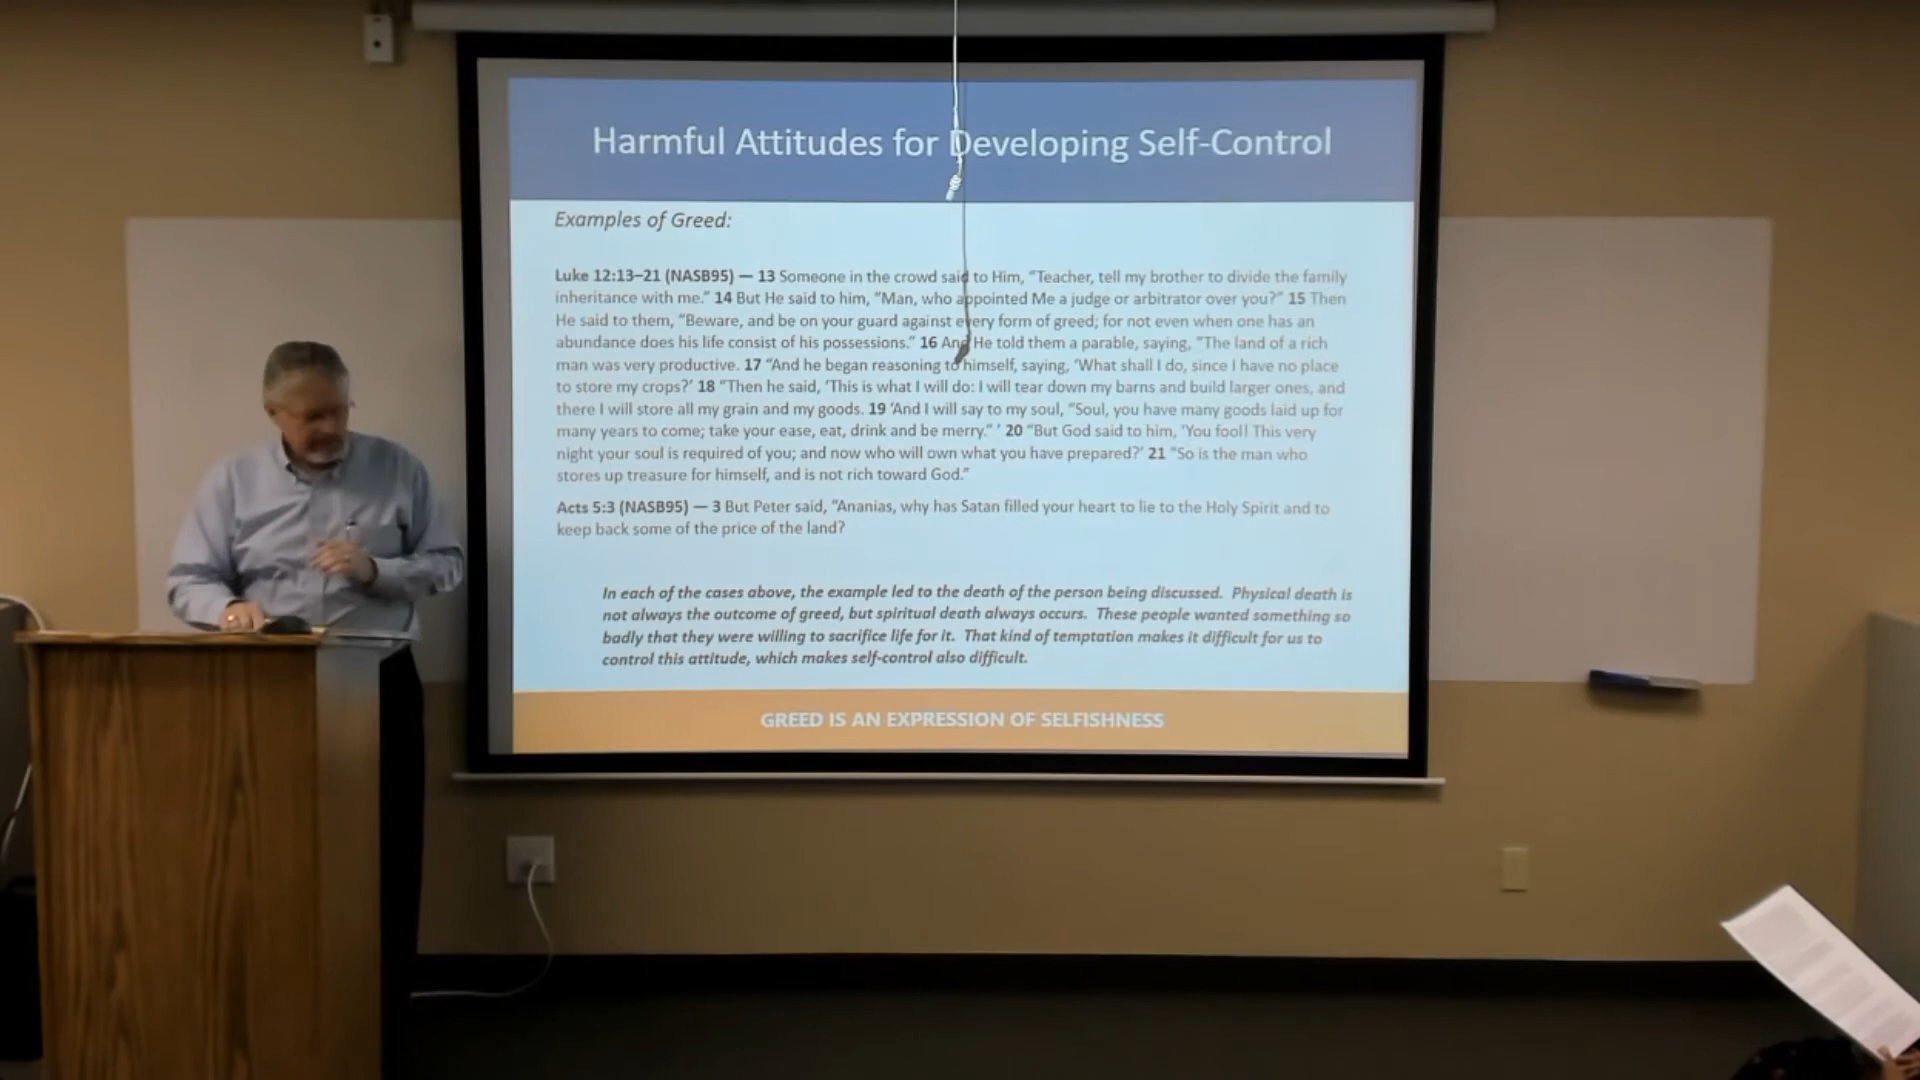 Harmful Attitudes for Developing Self-Control
Examples of Greed:
Luke 12:13–21 (NASB95) — 13 Someone in the crowd said to Him, “Teacher, tell my brother to divide the family
inheritance with me.” 14 But He said to him, “Man, who appointed Me a judge or arbitrator over you?” 15 Then
He said to them, “Beware, and be on your guard against every form of greed; for not even when one has an
abundance does his life consist of his possessions.” 16 And He told them a parable, saying, “The land of a rich
man was very productive. 17 “And he began reasoning to himself, saying, ‘What shall I do, since I have no place
to store my crops?’ 18 “Then he said, ‘This is what I will do: I will tear down my barns and build larger ones, and
there I will store all my grain and my goods. 19 ‘And I will say to my soul, “Soul, you have many goods laid up for
many years to come; take your ease, eat, drink and be merry.” ’ 20 “But God said to him, ‘You fool! This very
night your soul is required of you; and now who will own what you have prepared?’ 21 “So is the man who
stores up treasure for himself, and is not rich toward God.”
Acts 5:3 (NASB95) — 3 But Peter said, “Ananias, why has Satan filled your heart to lie to the Holy Spirit and to
keep back some of the price of the land?
In each of the cases above, the example led to the death of the person being discussed. Physical death is
not always the outcome of greed, but spiritual death always occurs. These people wanted something so
badly that they were willing to sacrifice life for it. That kind of temptation makes it difficult for us to
control this attitude, which makes self-control also difficult.
GREED IS AN EXPRESSION OF SELFISHNESS